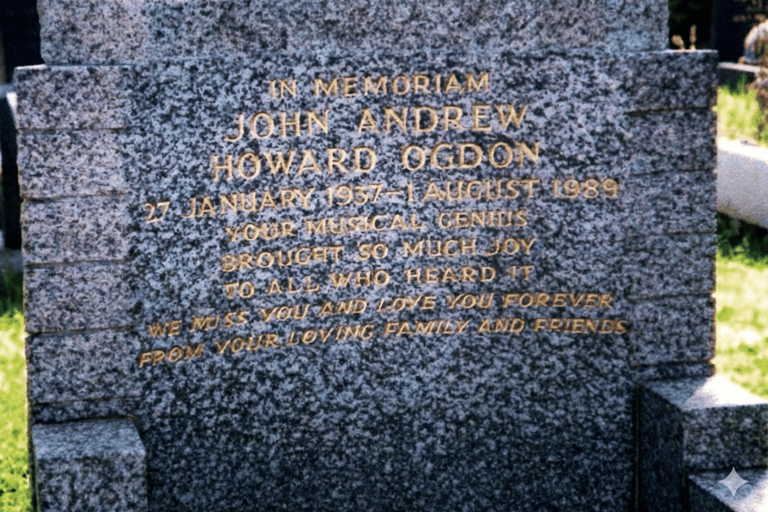 IN MEMORIAM
JOHN ANDREW
HOWARD OGDON
27 JANUARY 1937-1 AUGUST 1989
YOUR MUSICAL GENIUS
BROUGHT SO MUCH JOY
TO ALL WHO HEARD IT
WE MISS YOU AND LOVE YOU FOREVER
FROM YOUR LOVING FAMILY AND FRIENDS